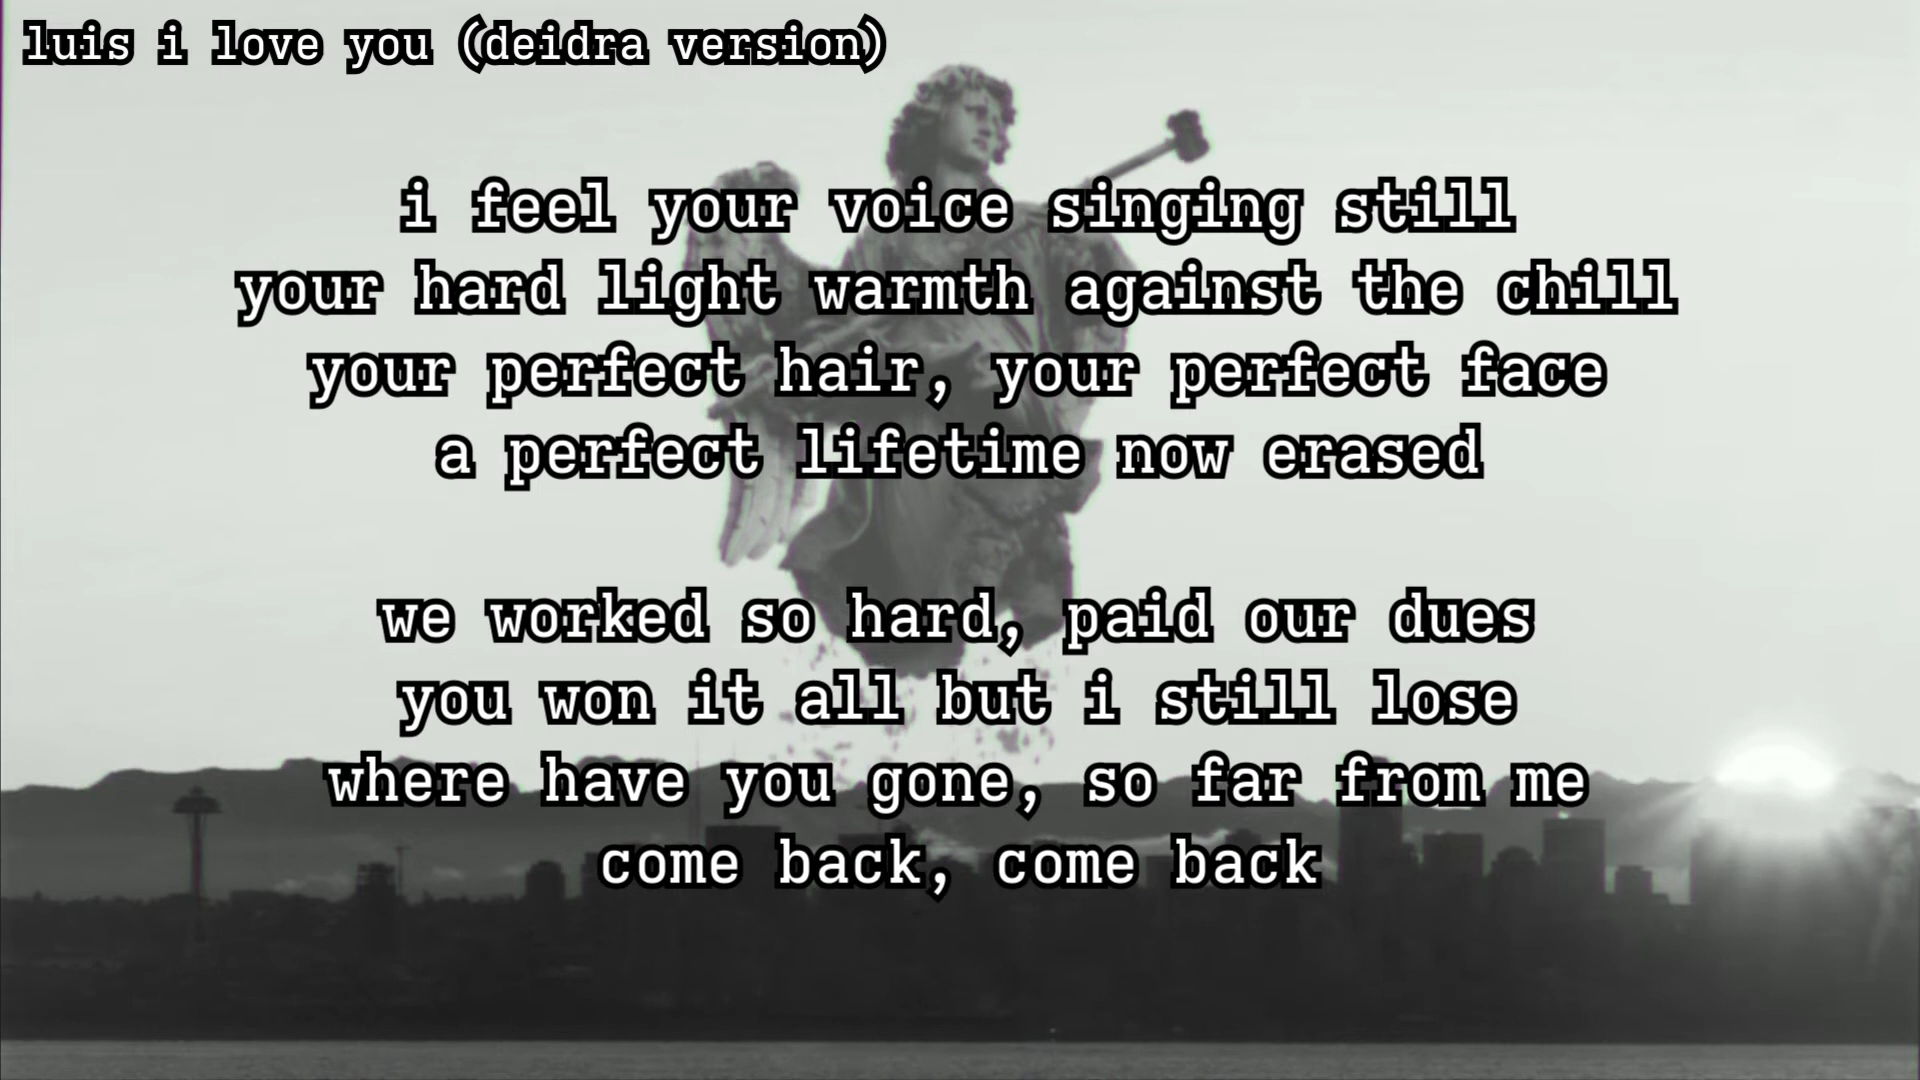 luis i love you (deidra version)
i feel your voice singing still
your hard light warmth against the chill
your perfect hair, your perfect face
a perfect lifetime now erased
we worked so hard, paid our dues
you won it all but i still lose
where have you gone, so far from me
come back, come back